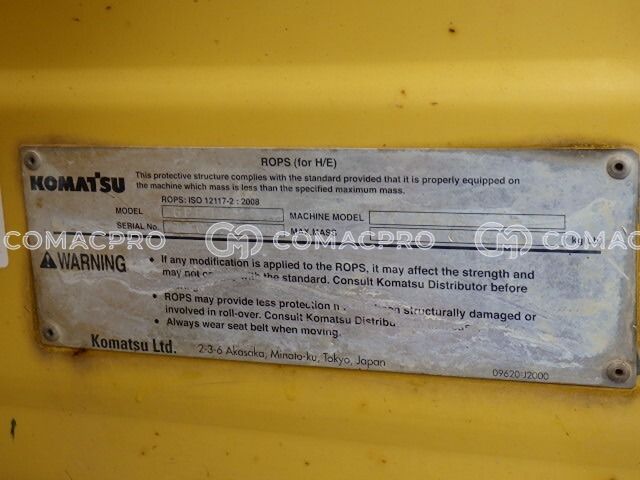 ROPS (for H/E)
KOMATSU
This protective structure complies with the standard provided that it is properly equipped on
the machine which mass is less than the specified maximum mass.
ROPS: ISO 12117-2 : 2008
MODEL MACHINE MODEL
SERIAL No. MAX MASS kg
COMACPRO COMACPRO COMACPRO
WARNING
• If any modification is applied to the ROPS, it may affect the strength and
may not the standard. Consult Komatsu Distributor before
• ROPS may provide less protection structurally damaged or
involved in roll-over. Consult Komatsu
• Always wear seat belt when moving.
Komatsu Ltd. 2-3-6 Akasaka, Minato-ku, Tokyo, Japan
09620-J2000